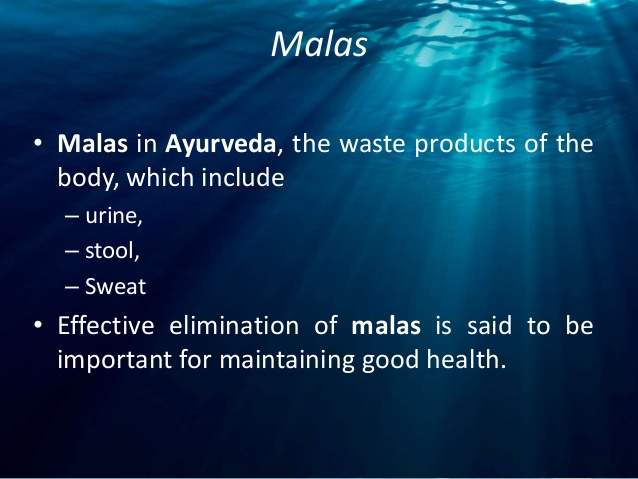 Malas
• Malas in Ayurveda, the waste products of the
body, which include
– urine,
– stool,
– Sweat
• Effective elimination of malas is said to be
important for maintaining good health.